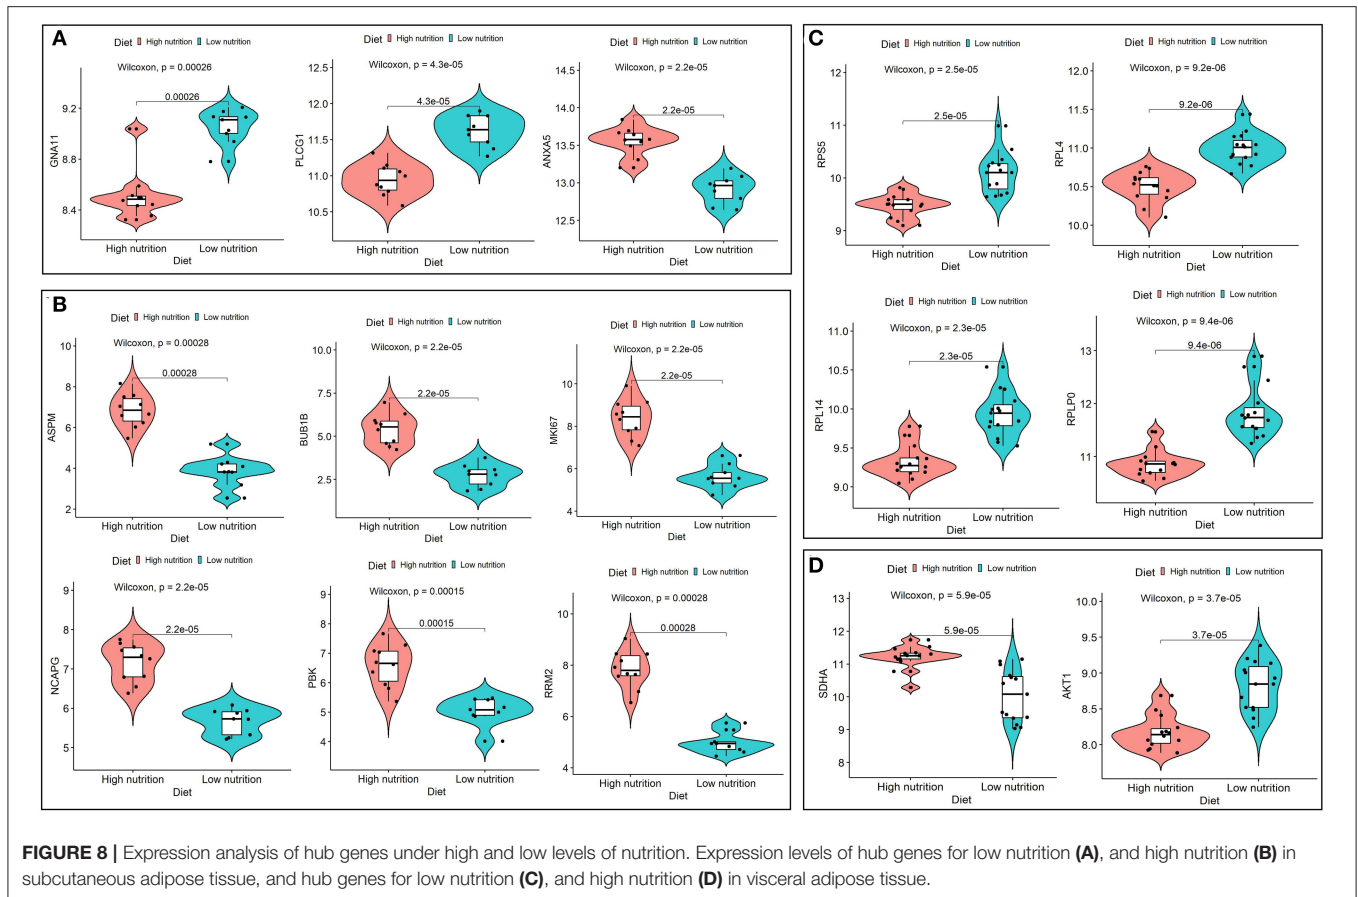 A
Diet High nutrition Low nutrition
Wilcoxon, p = 0.00026
0.00026
9.2
8.8
8.4
GNA11
High nutrition Low nutrition
Diet
Diet High nutrition Low nutrition
Wilcoxon, p = 4.3e-05
4.3e-05
12.5
12.0
11.5
11.0
10.5
PLCG1
High nutrition Low nutrition
Diet
Diet High nutrition Low nutrition
Wilcoxon, p = 2.2e-05
2.2e-05
14.5
14.0
13.5
13.0
12.5
ANXA5
High nutrition Low nutrition
Diet
B
Diet High nutrition Low nutrition
Wilcoxon, p = 0.00028
0.00028
10
8
6
4
2
ASPM
High nutrition Low nutrition
Diet
Diet High nutrition Low nutrition
Wilcoxon, p = 2.2e-05
2.2e-05
10.0
7.5
5.0
2.5
BUB1B
High nutrition Low nutrition
Diet
Diet High nutrition Low nutrition
Wilcoxon, p = 2.2e-05
2.2e-05
10
8
6
4
MKI67
High nutrition Low nutrition
Diet
Diet High nutrition Low nutrition
Wilcoxon, p = 2.2e-05
2.2e-05
9
8
7
6
5
NCAPG
High nutrition Low nutrition
Diet
Diet High nutrition Low nutrition
Wilcoxon, p = 0.00015
0.00015
9
8
7
6
5
4
PBK
High nutrition Low nutrition
Diet
Diet High nutrition Low nutrition
Wilcoxon, p = 0.00028
0.00028
10
8
6
4
RRM2
High nutrition Low nutrition
Diet
C
Diet High nutrition Low nutrition
Wilcoxon, p = 2.5e-05
2.5e-05
12
11
10
9
RPS5
High nutrition Low nutrition
Diet
Diet High nutrition Low nutrition
Wilcoxon, p = 9.2e-06
9.2e-06
12.0
11.5
11.0
10.5
10.0
RPL4
High nutrition Low nutrition
Diet
Diet High nutrition Low nutrition
Wilcoxon, p = 2.3e-05
2.3e-05
11.0
10.5
10.0
9.5
9.0
RPL14
High nutrition Low nutrition
Diet
Diet High nutrition Low nutrition
Wilcoxon, p = 9.4e-06
9.4e-06
13
12
11
RPLP0
High nutrition Low nutrition
Diet
D
Diet High nutrition Low nutrition
Wilcoxon, p = 5.9e-05
5.9e-05
13
12
11
10
9
8
SDHA
High nutrition Low nutrition
Diet
Diet High nutrition Low nutrition
Wilcoxon, p = 3.7e-05
3.7e-05
9.5
9.0
8.5
8.0
AKT1
High nutrition Low nutrition
Diet
FIGURE 8 | Expression analysis of hub genes under high and low levels of nutrition. Expression levels of hub genes for low nutrition (A), and high nutrition (B) in
subcutaneous adipose tissue, and hub genes for low nutrition (C), and high nutrition (D) in visceral adipose tissue.